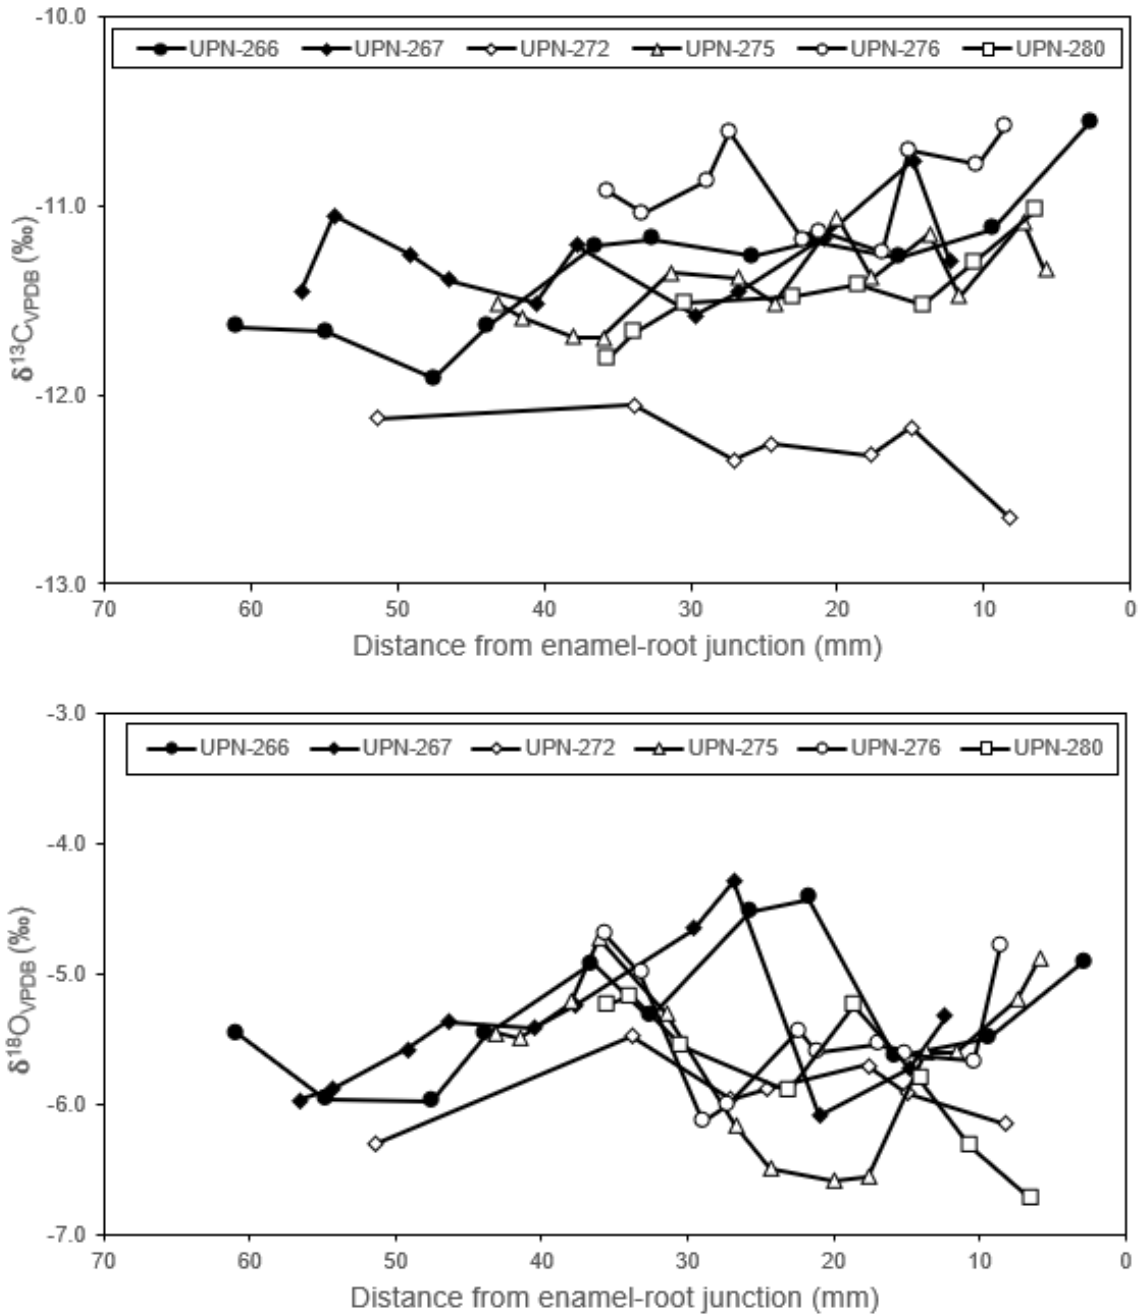 -10.0
UPN-266 UPN-267 UPN-272 UPN-275 UPN-276 UPN-280
-11.0
δ¹³C_VPDB (‰)
-12.0
-13.0
70 60 50 40 30 20 10 0
Distance from enamel-root junction (mm)
-3.0
UPN-266 UPN-267 UPN-272 UPN-275 UPN-276 UPN-280
-4.0
-5.0
δ¹⁸O_VPDB (‰)
-6.0
-7.0
70 60 50 40 30 20 10 0
Distance from enamel-root junction (mm)